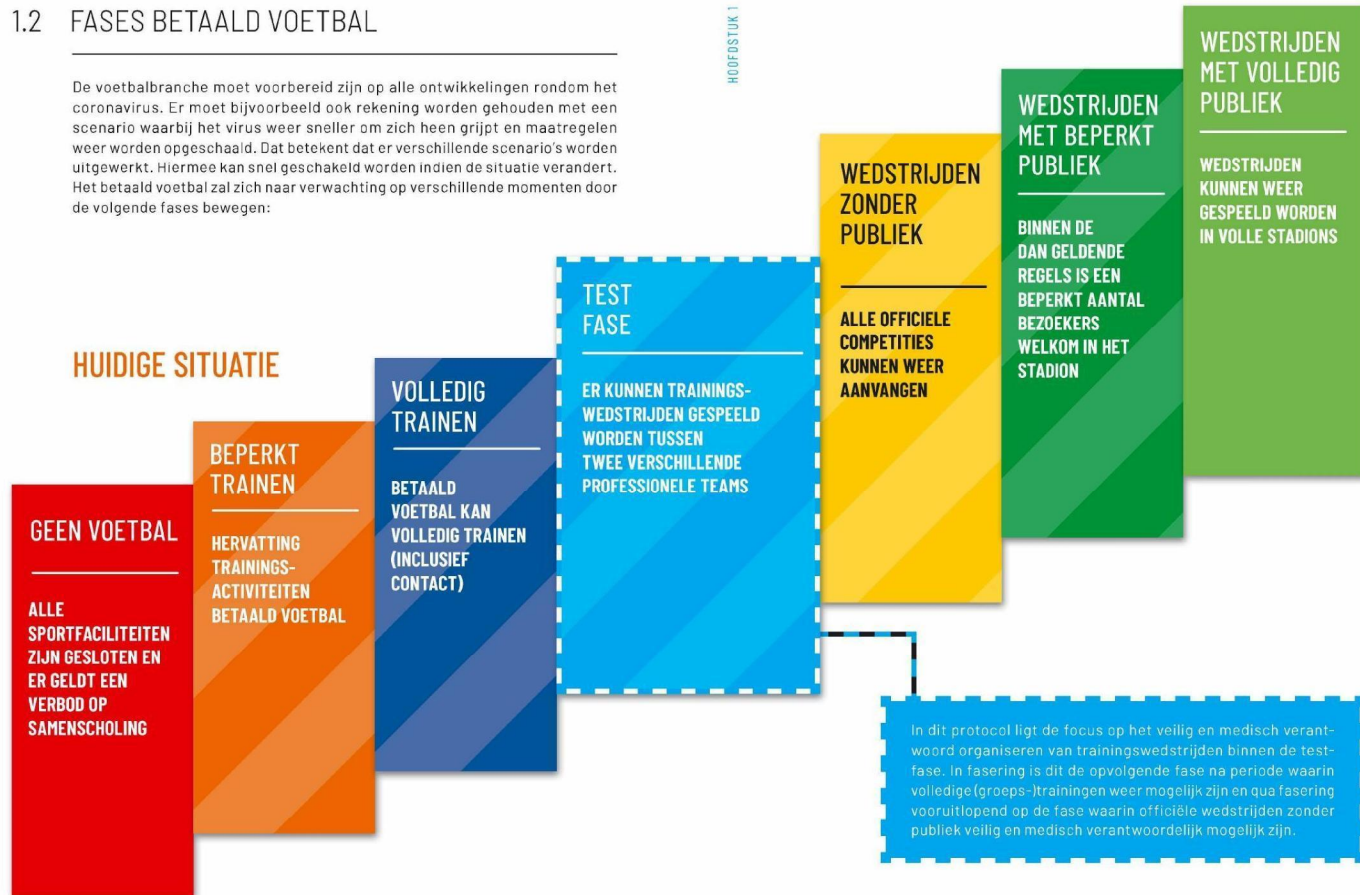 1.2 FASES BETAALD VOETBAL
De voetbalbranche moet voorbereid zijn op alle ontwikkelingen rondom het
coronavirus. Er moet bijvoorbeeld ook rekening worden gehouden met een
scenario waarbij het virus weer sneller om zich heen grijpt en maatregelen
weer worden opgeschaald. Dat betekent dat er verschillende scenario's worden
uitgewerkt. Hiermee kan snel geschakeld worden indien de situatie verandert.
Het betaald voetbal zal zich naar verwachting op verschillende momenten door
de volgende fases bewegen:
HOOFDSTUK 1
HUIDIGE SITUATIE
GEEN VOETBAL
ALLE
SPORTFACILITEITEN
ZIJN GESLOTEN EN
ER GELDT EEN
VERBOD OP
SAMENSCHOLING
BEPERKT
TRAINEN
HERVATTING
TRAININGS-
ACTIVITEITEN
BETAALD VOETBAL
VOLLEDIG
TRAINEN
BETAALD
VOETBAL KAN
VOLLEDIG TRAINEN
(INCLUSIEF
CONTACT)
TEST
FASE
ER KUNNEN TRAININGS-
WEDSTRIJDEN GESPEELD
WORDEN TUSSEN
TWEE VERSCHILLENDE
PROFESSIONELE TEAMS
WEDSTRIJDEN
ZONDER
PUBLIEK
ALLE OFFICIELE
COMPETITIES
KUNNEN WEER
AANVANGEN
WEDSTRIJDEN
MET BEPERKT
PUBLIEK
BINNEN DE
DAN GELDENDE
REGELS IS EEN
BEPERKT AANTAL
BEZOEKERS
WELKOM IN HET
STADION
WEDSTRIJDEN
MET VOLLEDIG
PUBLIEK
WEDSTRIJDEN
KUNNEN WEER
GESPEELD WORDEN
IN VOLLE STADIONS
In dit protocol ligt de focus op het veilig en medisch verant-
woord organiseren van trainingswedstrijden binnen de test-
fase. In fasering is dit de opvolgende fase na periode waarin
volledige (groeps-)trainingen weer mogelijk zijn en qua fasering
vooruitlopend op de fase waarin officiële wedstrijden zonder
publiek veilig en medisch verantwoordelijk mogelijk zijn.